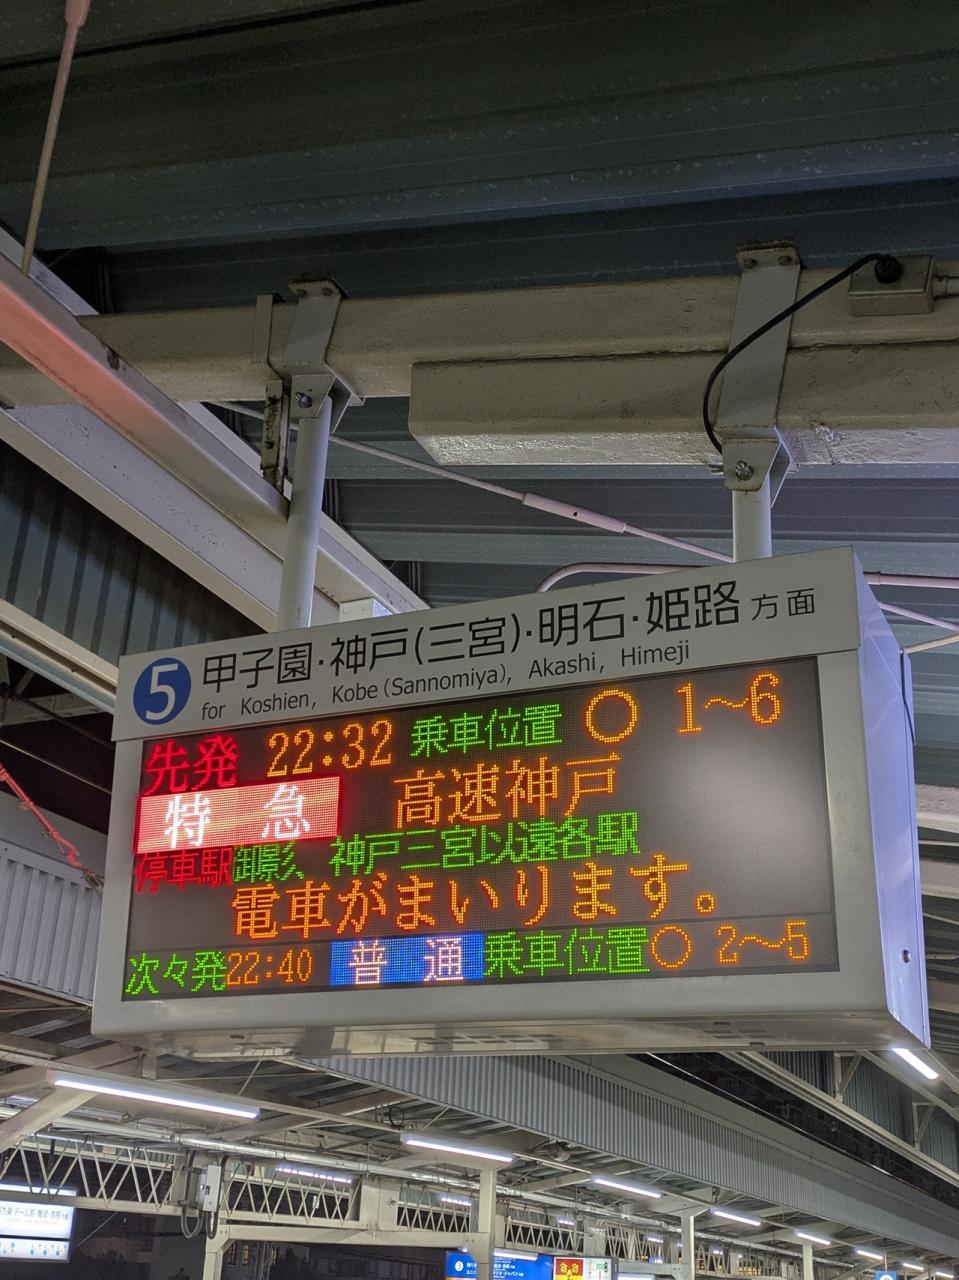 5 甲子園・神戸(三宮)・明石・姫路方面
for Koshien, Kobe (Sannomiya), Akashi, Himeji
先発 22:32 乗車位置 ○ 1〜6
特急 高速神戸
停車駅 御影、神戸三宮以遠各駅
電車がまいります。
次々発 22:40 普通 乗車位置 ○ 2〜5
3